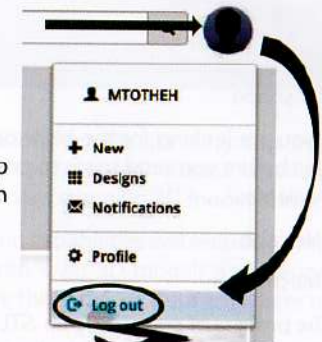 MTOTHEH
New
Designs
Notifications
Profile
Log out